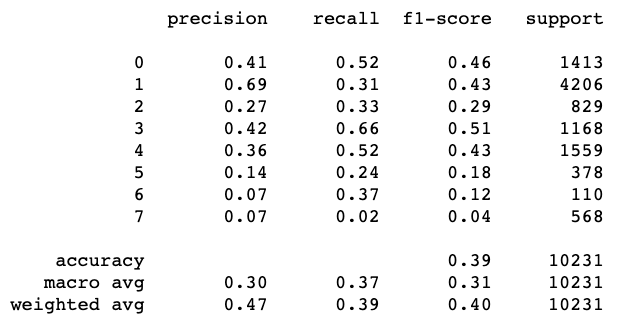 precision recall f1-score support
0 0.41 0.52 0.46 1413
1 0.69 0.31 0.43 4206
2 0.27 0.33 0.29 829
3 0.42 0.66 0.51 1168
4 0.36 0.52 0.43 1559
5 0.14 0.24 0.18 378
6 0.07 0.37 0.12 110
7 0.07 0.02 0.04 568
accuracy 0.39 10231
macro avg 0.30 0.37 0.31 10231
weighted avg 0.47 0.39 0.40 10231